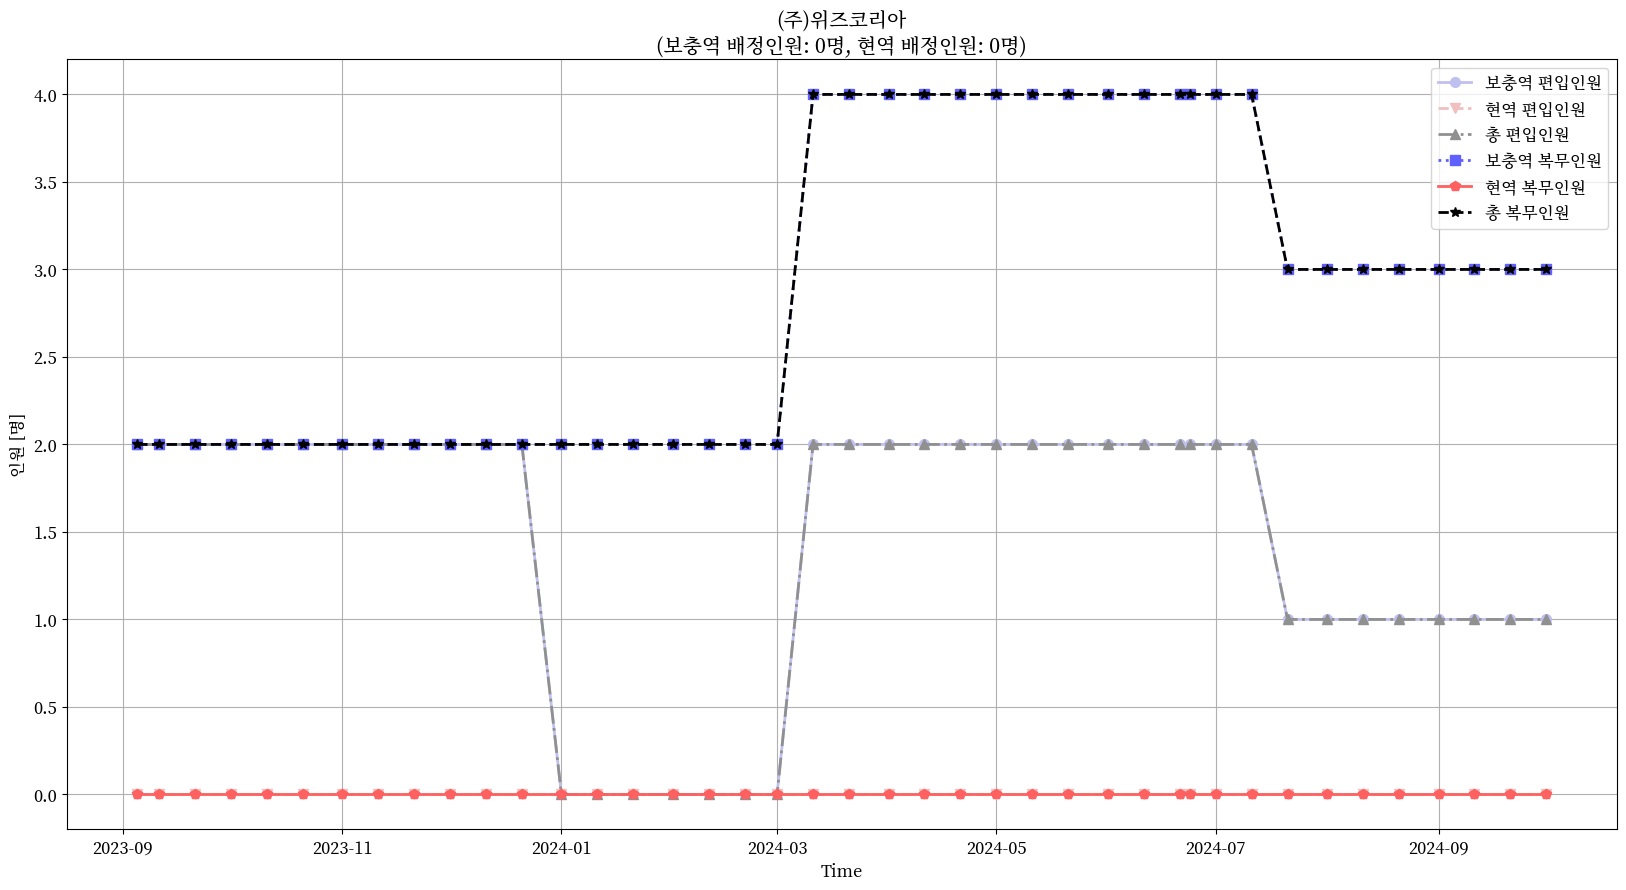 (주)위즈코리아
(보충역 배정인원: 0명, 현역 배정인원: 0명)
보충역 편입인원
현역 편입인원
총 편입인원
보충역 복무인원
현역 복무인원
총 복무인원
인원 [명]
4.0
3.5
3.0
2.5
2.0
1.5
1.0
0.5
0.0
2023-09
2023-11
2024-01
2024-03
2024-05
2024-07
2024-09
Time